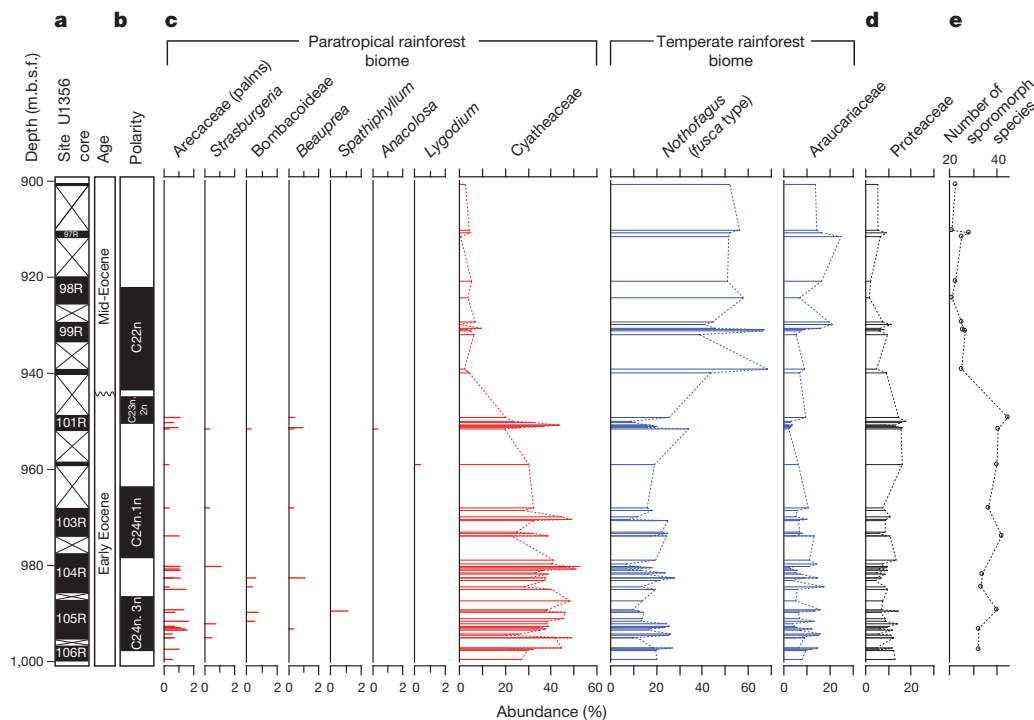 a
b
c
d
e
Paratropical rainforest
biome
Temperate rainforest
biome
Depth (m.b.s.f.)
Site U1356
core
Age
Polarity
Arecaceae (palms)
Strasburgeria
Bombacoideae
Beauprea
Spathiphyllum
Anacolosa
Lygodium
Cyatheaceae
Nothofagus
(fusca type)
Araucariaceae
Proteaceae
Number of
sporomorph
species
20 40
900
920
940
960
980
1,000
97R
98R
99R
101R
103R
104R
105R
106R
Mid-Eocene
Early Eocene
C22n
C23n.
2n
C24n.1n
C24n. 3n
0 2 0 2 0 2 0 2 0 2 0 2 0 2 0 20 40 60 0 20 40 60 0 20 0 20
Abundance (%)